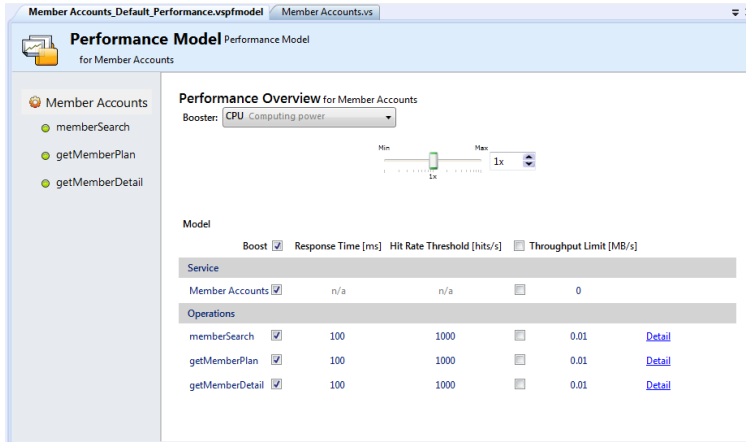 Member Accounts_Default_Performance.vspfmodel Member Accounts.vs
Performance Model Performance Model
for Member Accounts
Member Accounts
memberSearch
getMemberPlan
getMemberDetail
Performance Overview for Member Accounts
Booster: CPU Computing power
Min Max
1x
1x
Model
Boost Response Time [ms] Hit Rate Threshold [hits/s] Throughput Limit [MB/s]
Service
Member Accounts n/a n/a 0
Operations
memberSearch 100 1000 0.01 Detail
getMemberPlan 100 1000 0.01 Detail
getMemberDetail 100 1000 0.01 Detail